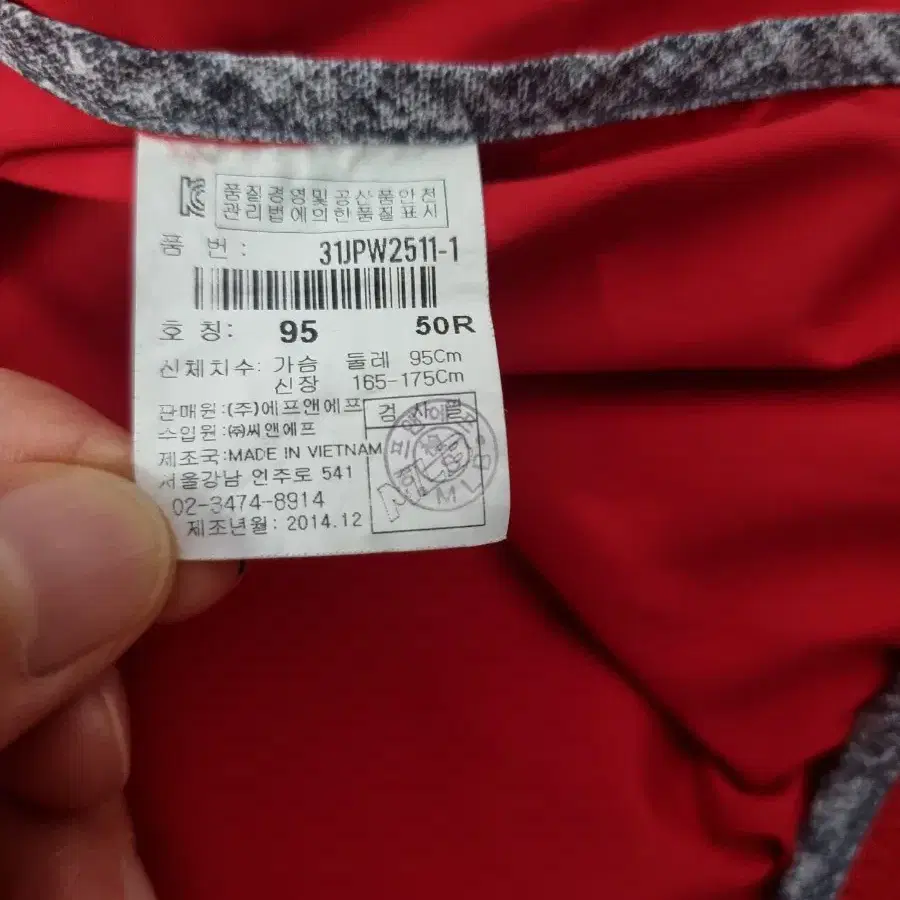 품질경영및공산품안전
관리법에의한품질표시
품 번 : 31JPW2511-1
호 칭: 95 50R
신체치수: 가슴 둘레 95Cm
신장 165-175Cm
판매원:(주)에프앤에프
수입원:㈜씨앤에프
검 사 필
제조국:MADE IN VIETNAM
서울강남 언주로 541
02-3474-8914
제조년월: 2014.12
MLB